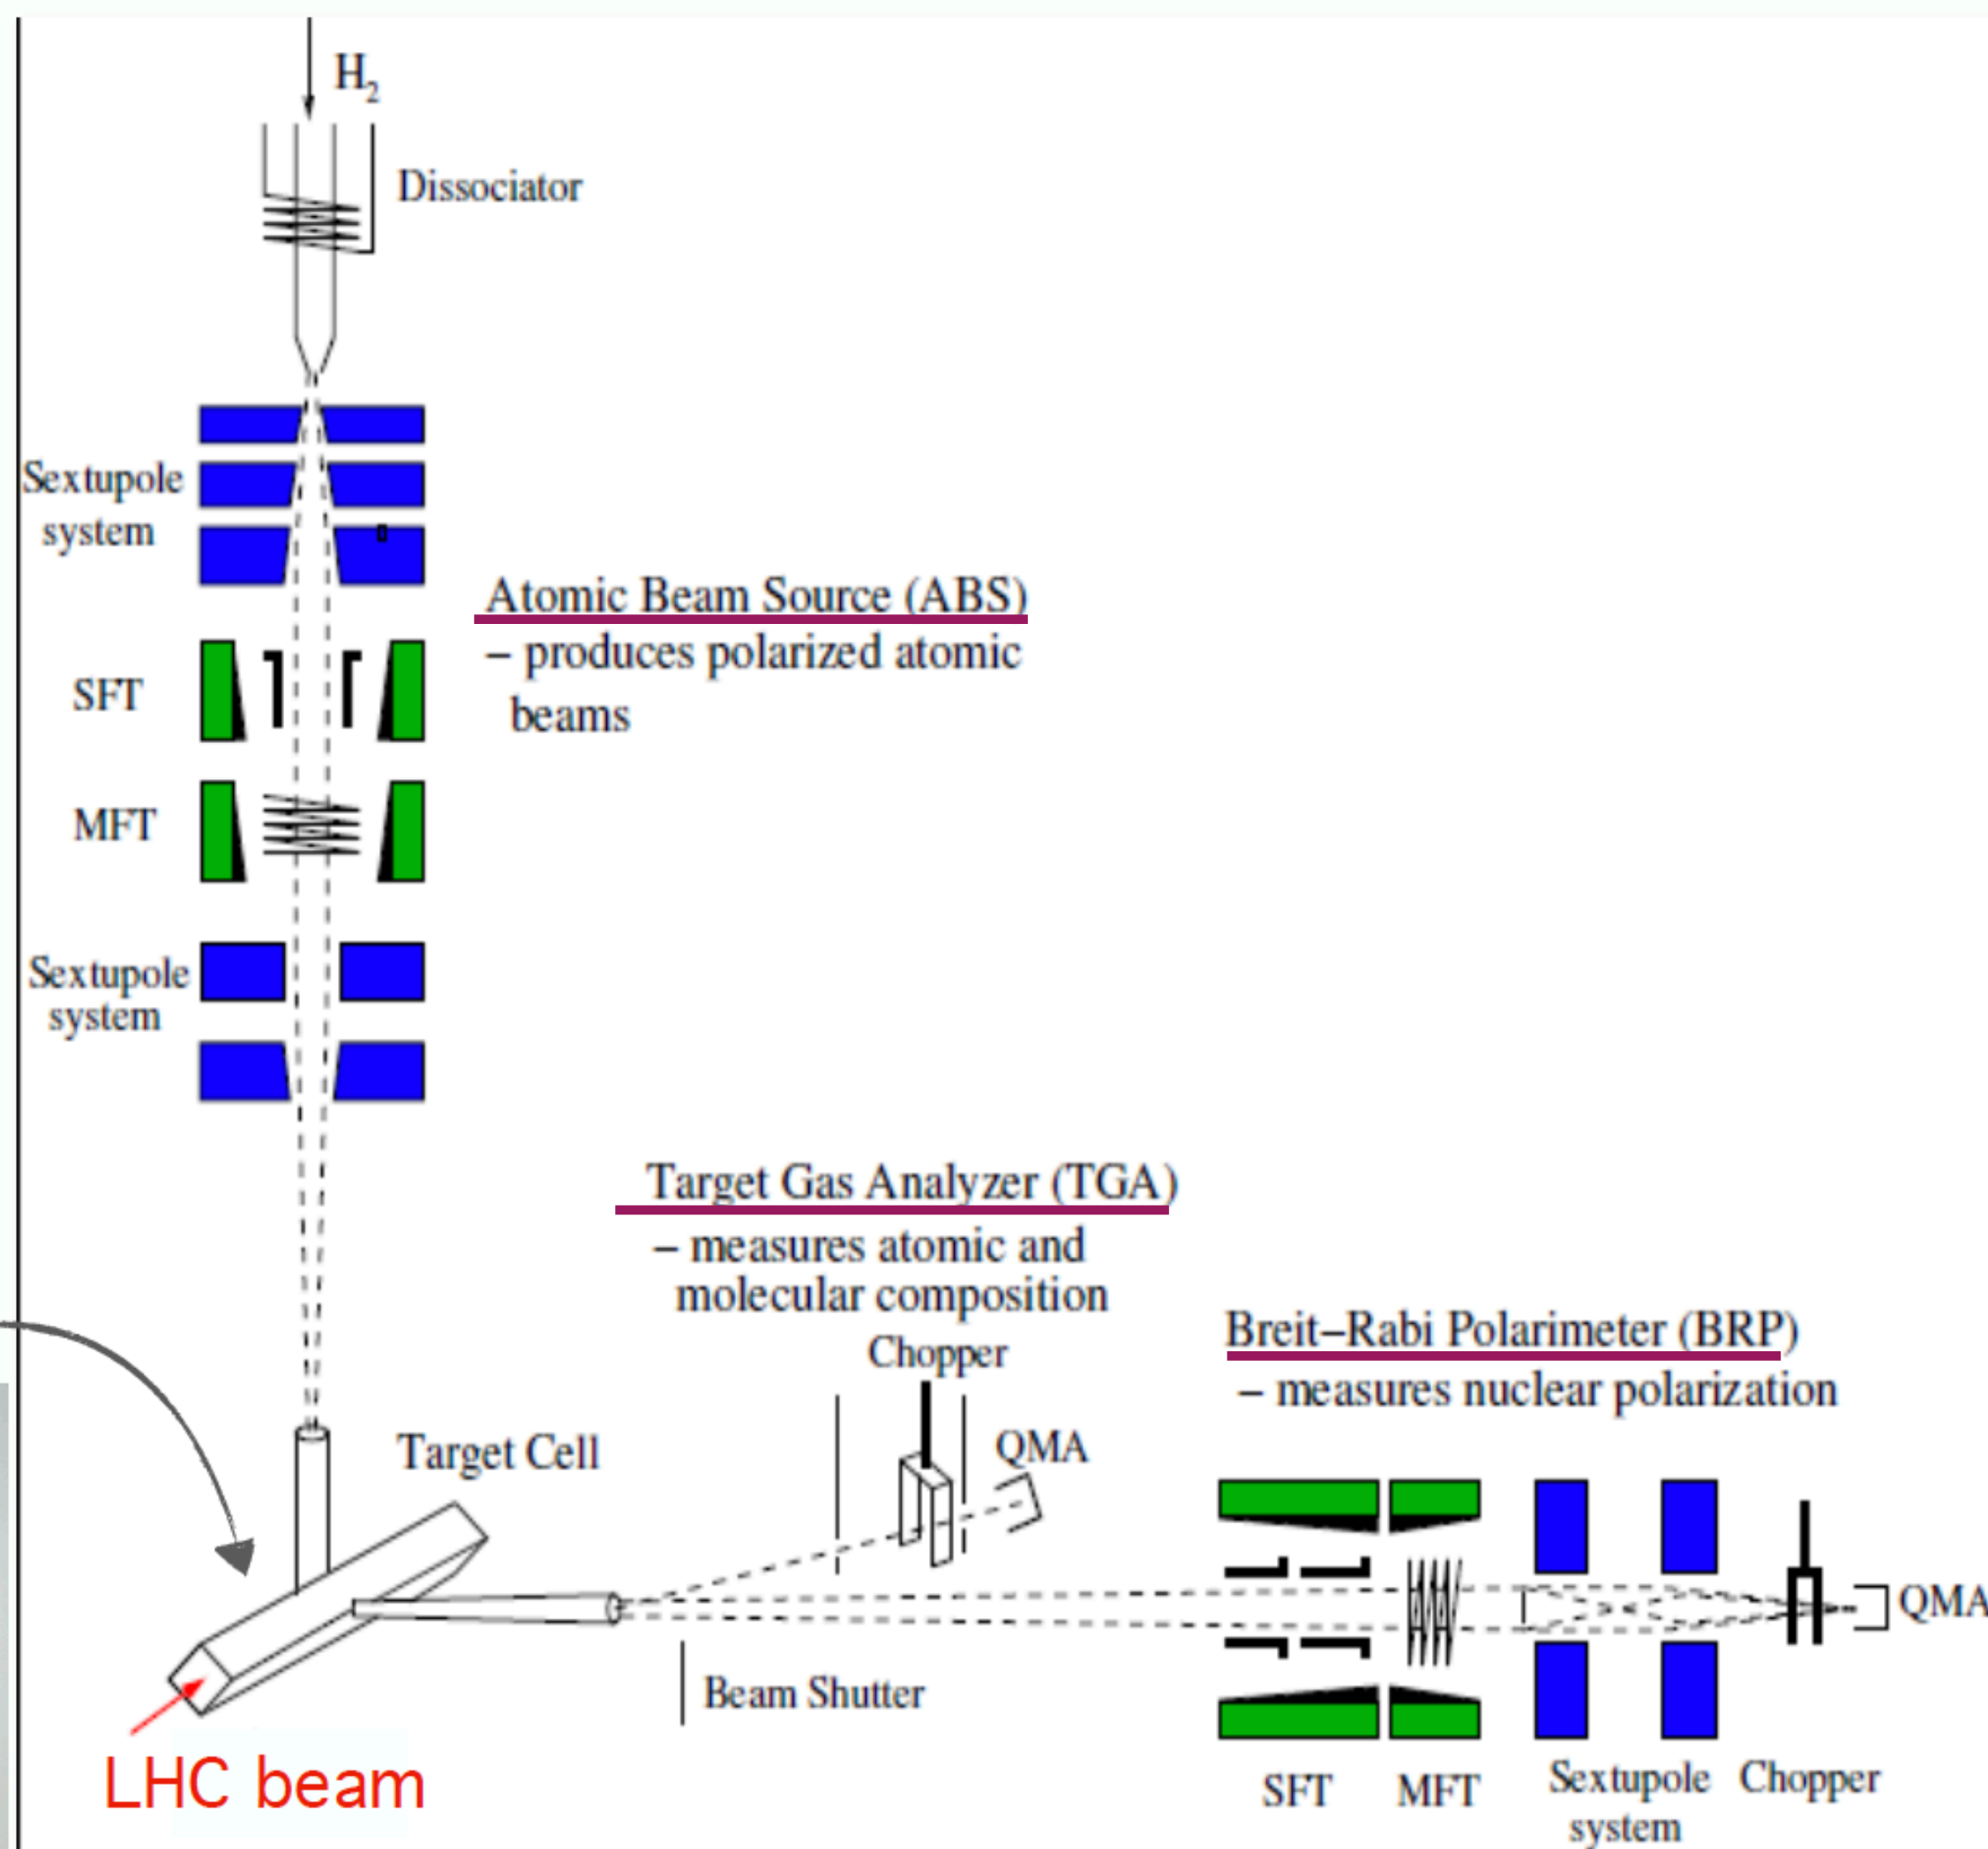 H2
Dissociator
Sextupole
system
Atomic Beam Source (ABS)
– produces polarized atomic
beams
SFT
MFT
Sextupole
system
Target Gas Analyzer (TGA)
– measures atomic and
molecular composition
Chopper
QMA
Breit–Rabi Polarimeter (BRP)
– measures nuclear polarization
Target Cell
QMA
Beam Shutter
LHC beam
SFT
MFT
Sextupole
system
Chopper